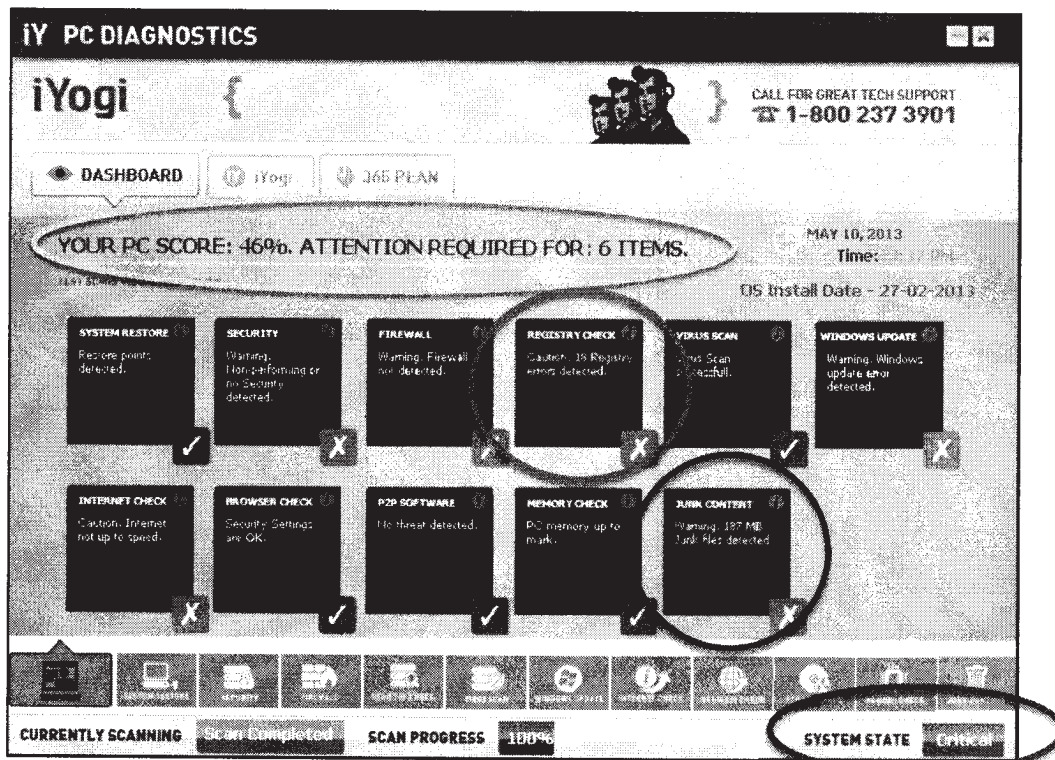 iY PC DIAGNOSTICS
iYogi
CALL FOR GREAT TECH SUPPORT
1-800 237 3901
DASHBOARD
iYogi
365 PLAN
YOUR PC SCORE: 46%. ATTENTION REQUIRED FOR: 6 ITEMS.
MAY 10, 2013
Time:
OS Install Date - 27-02-2013
SYSTEM RESTORE
Restore points
detected.
SECURITY
Warning.
Non-performing or
no Security
detected.
FIREWALL
Warning. Firewall
not detected.
REGISTRY CHECK
Caution. 18 Registry
errors detected.
VIRUS SCAN
Virus Scan
WINDOWS UPDATE
Warning. Windows
update error
detected.
INTERNET CHECK
Caution. Internet
not up to speed.
BROWSER CHECK
Security Settings
are OK.
P2P SOFTWARE
No threat detected.
MEMORY CHECK
PC memory up to
mark.
JUNK CONTENT
Warning. 187 MB
Junk files detected
CURRENTLY SCANNING
Scan Completed
SCAN PROGRESS
100%
SYSTEM STATE
Critical